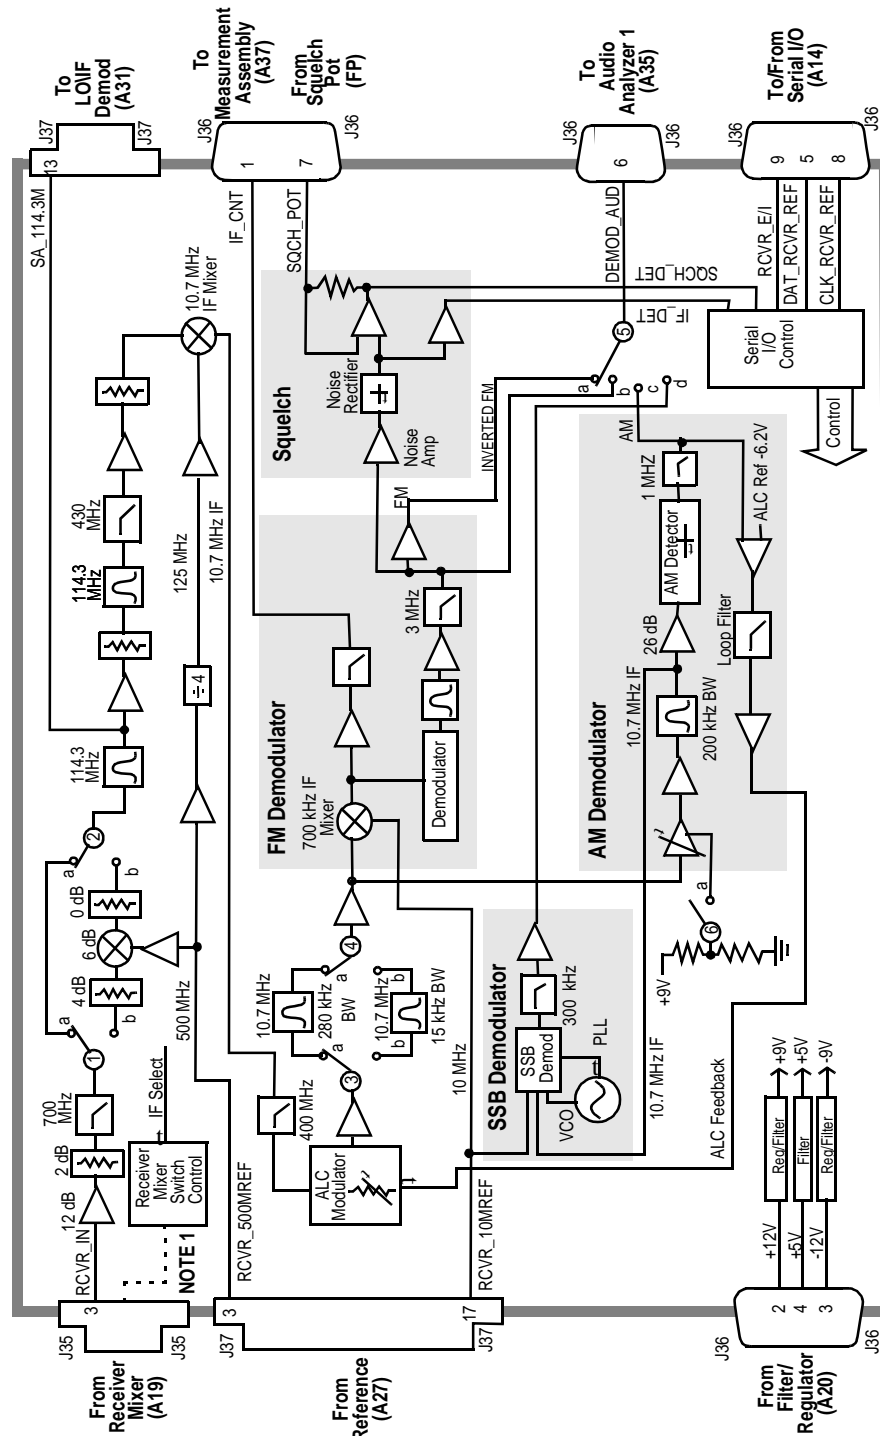 From
Receiver
Mixer
(A19)
J35
3
J35
RCVR_IN
12 dB
2 dB
700
MHz
1
a
b
4 dB
6 dB
0 dB
a
b
2
114.3
MHz
114.3
MHz
430
MHz
SA_114.3M
13
J37
J37
To
LO\IF
Demod
(A31)
Receiver
Mixer
Switch
Control
IF Select
NOTE 1
500 MHz
÷4
125 MHz
10.7 MHz IF
10.7 MHz
IF Mixer
From
Reference
(A27)
J37
3
17
J37
RCVR_500MREF
RCVR_10MREF
400 MHz
ALC
Modulator
3
a
b
10.7 MHz
280 kHz
BW
10.7 MHz
15 kHz BW
a
b
4
10 MHz
FM Demodulator
700 kHz IF
Mixer
Demodulator
3 MHz
FM
INVERTED FM
Squelch
Noise
Amp
Noise
Rectifier
IF_CNT
SQCH_POT
J36
1
7
J36
To
Measurement
Assembly
(A37)
From
Squelch
Pot
(FP)
SQCH_DET
IF_DET
a
b
c
d
5
DEMOD_AUD
J36
6
J36
To
Audio
Analyzer 1
(A35)
SSB Demodulator
SSB
Demod
300 kHz
VCO
PLL
10.7 MHz IF
AM Demodulator
10.7 MHz IF
200 kHz BW
26 dB
AM Detector
1 MHZ
AM
ALC Ref -6.2V
Loop Filter
a
6
+9V
ALC Feedback
Control
Serial
I/O
Control
RCVR_E/I
DAT_RCVR_REF
CLK_RCVR_REF
J36
9
5
8
J36
To/From
Serial I/O
(A14)
From
Filter/
Regulator
(A20)
J36
2
4
3
J36
+12V
+5V
-12V
Reg/Filter
Filter
Reg/Filter
+9V
+5V
-9V